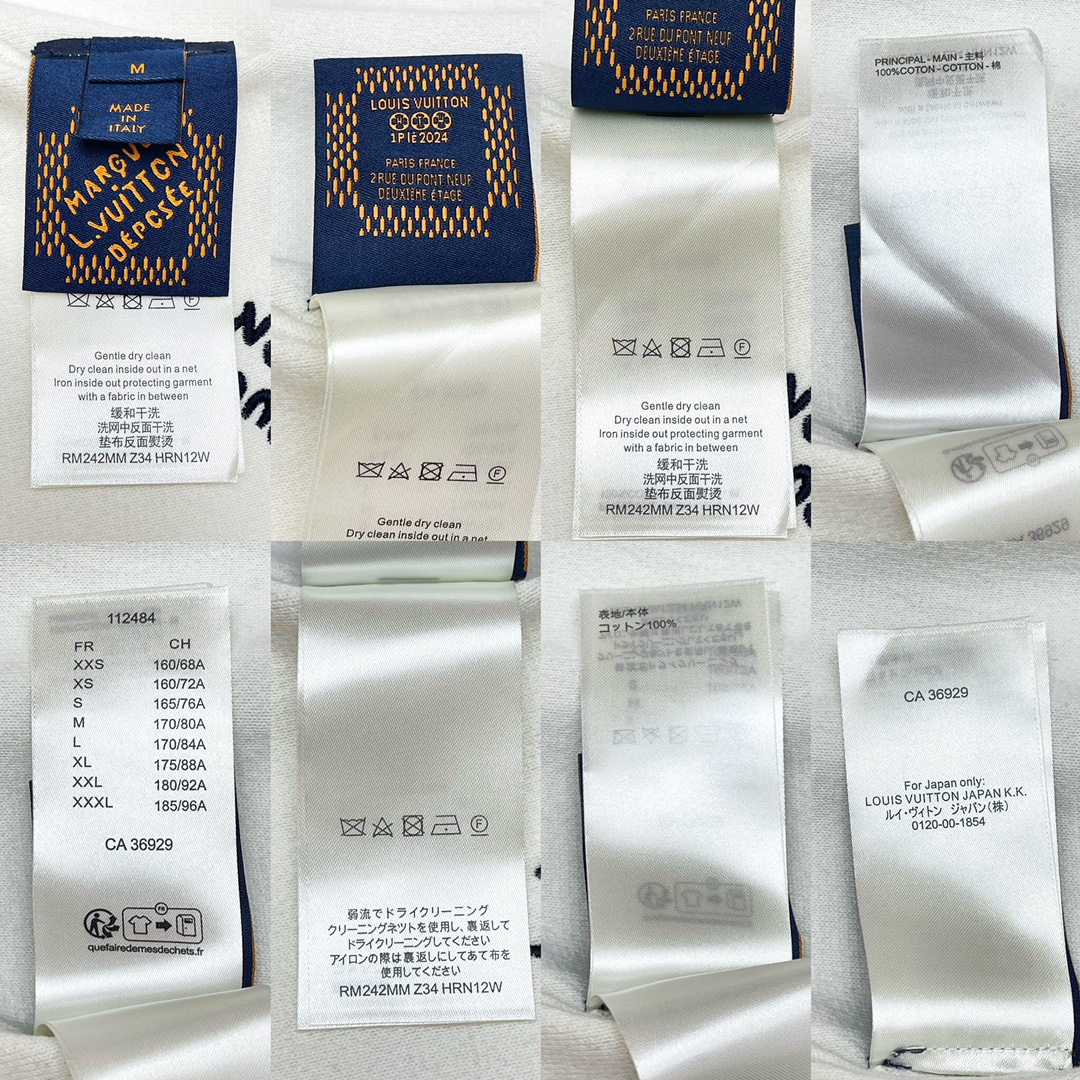 M
MADE
IN
ITALY
MARQUE
L.VUITTON
DÉPOSÉE
Gentle dry clean
Dry clean inside out in a net
Iron inside out protecting garment
with a fabric in between
缓和干洗
洗网中反面干洗
垫布反面熨烫
RM242MM Z34 HRN12W
LOUIS VUITTON
1PIÉ2024
PARIS FRANCE
2 RUE DU PONT NEUF
DEUXIÈME ÉTAGE
F
Gentle dry clean
Dry clean inside out in a net
PARIS FRANCE
2 RUE DU PONT NEUF
DEUXIÈME ÉTAGE
F
Gentle dry clean
Dry clean inside out in a net
Iron inside out protecting garment
with a fabric in between
缓和干洗
洗网中反面干洗
垫布反面熨烫
RM242MM Z34 HRN12W
PRINCIPAL - MAIN - 主料
100%COTON - COTTON - 棉
CA 36929
112484
FR CH
XXS 160/68A
XS 160/72A
S 165/76A
M 170/80A
L 170/84A
XL 175/88A
XXL 180/92A
XXXL 185/96A
CA 36929
FR
quefairedemesdechets.fr
F
弱流でドライクリーニング
クリーニングネツトを使用し、裏返して
ドライクリーニングしてください
アイロンの際は裏返しにしてあて布を
使用してください
RM242MM Z34 HRN12W
表地/本体
コットン100%
CA 36929
For Japan only:
LOUIS VUITTON JAPAN K.K.
ルイ・ヴィトン ジャパン(株)
0120-00-1854